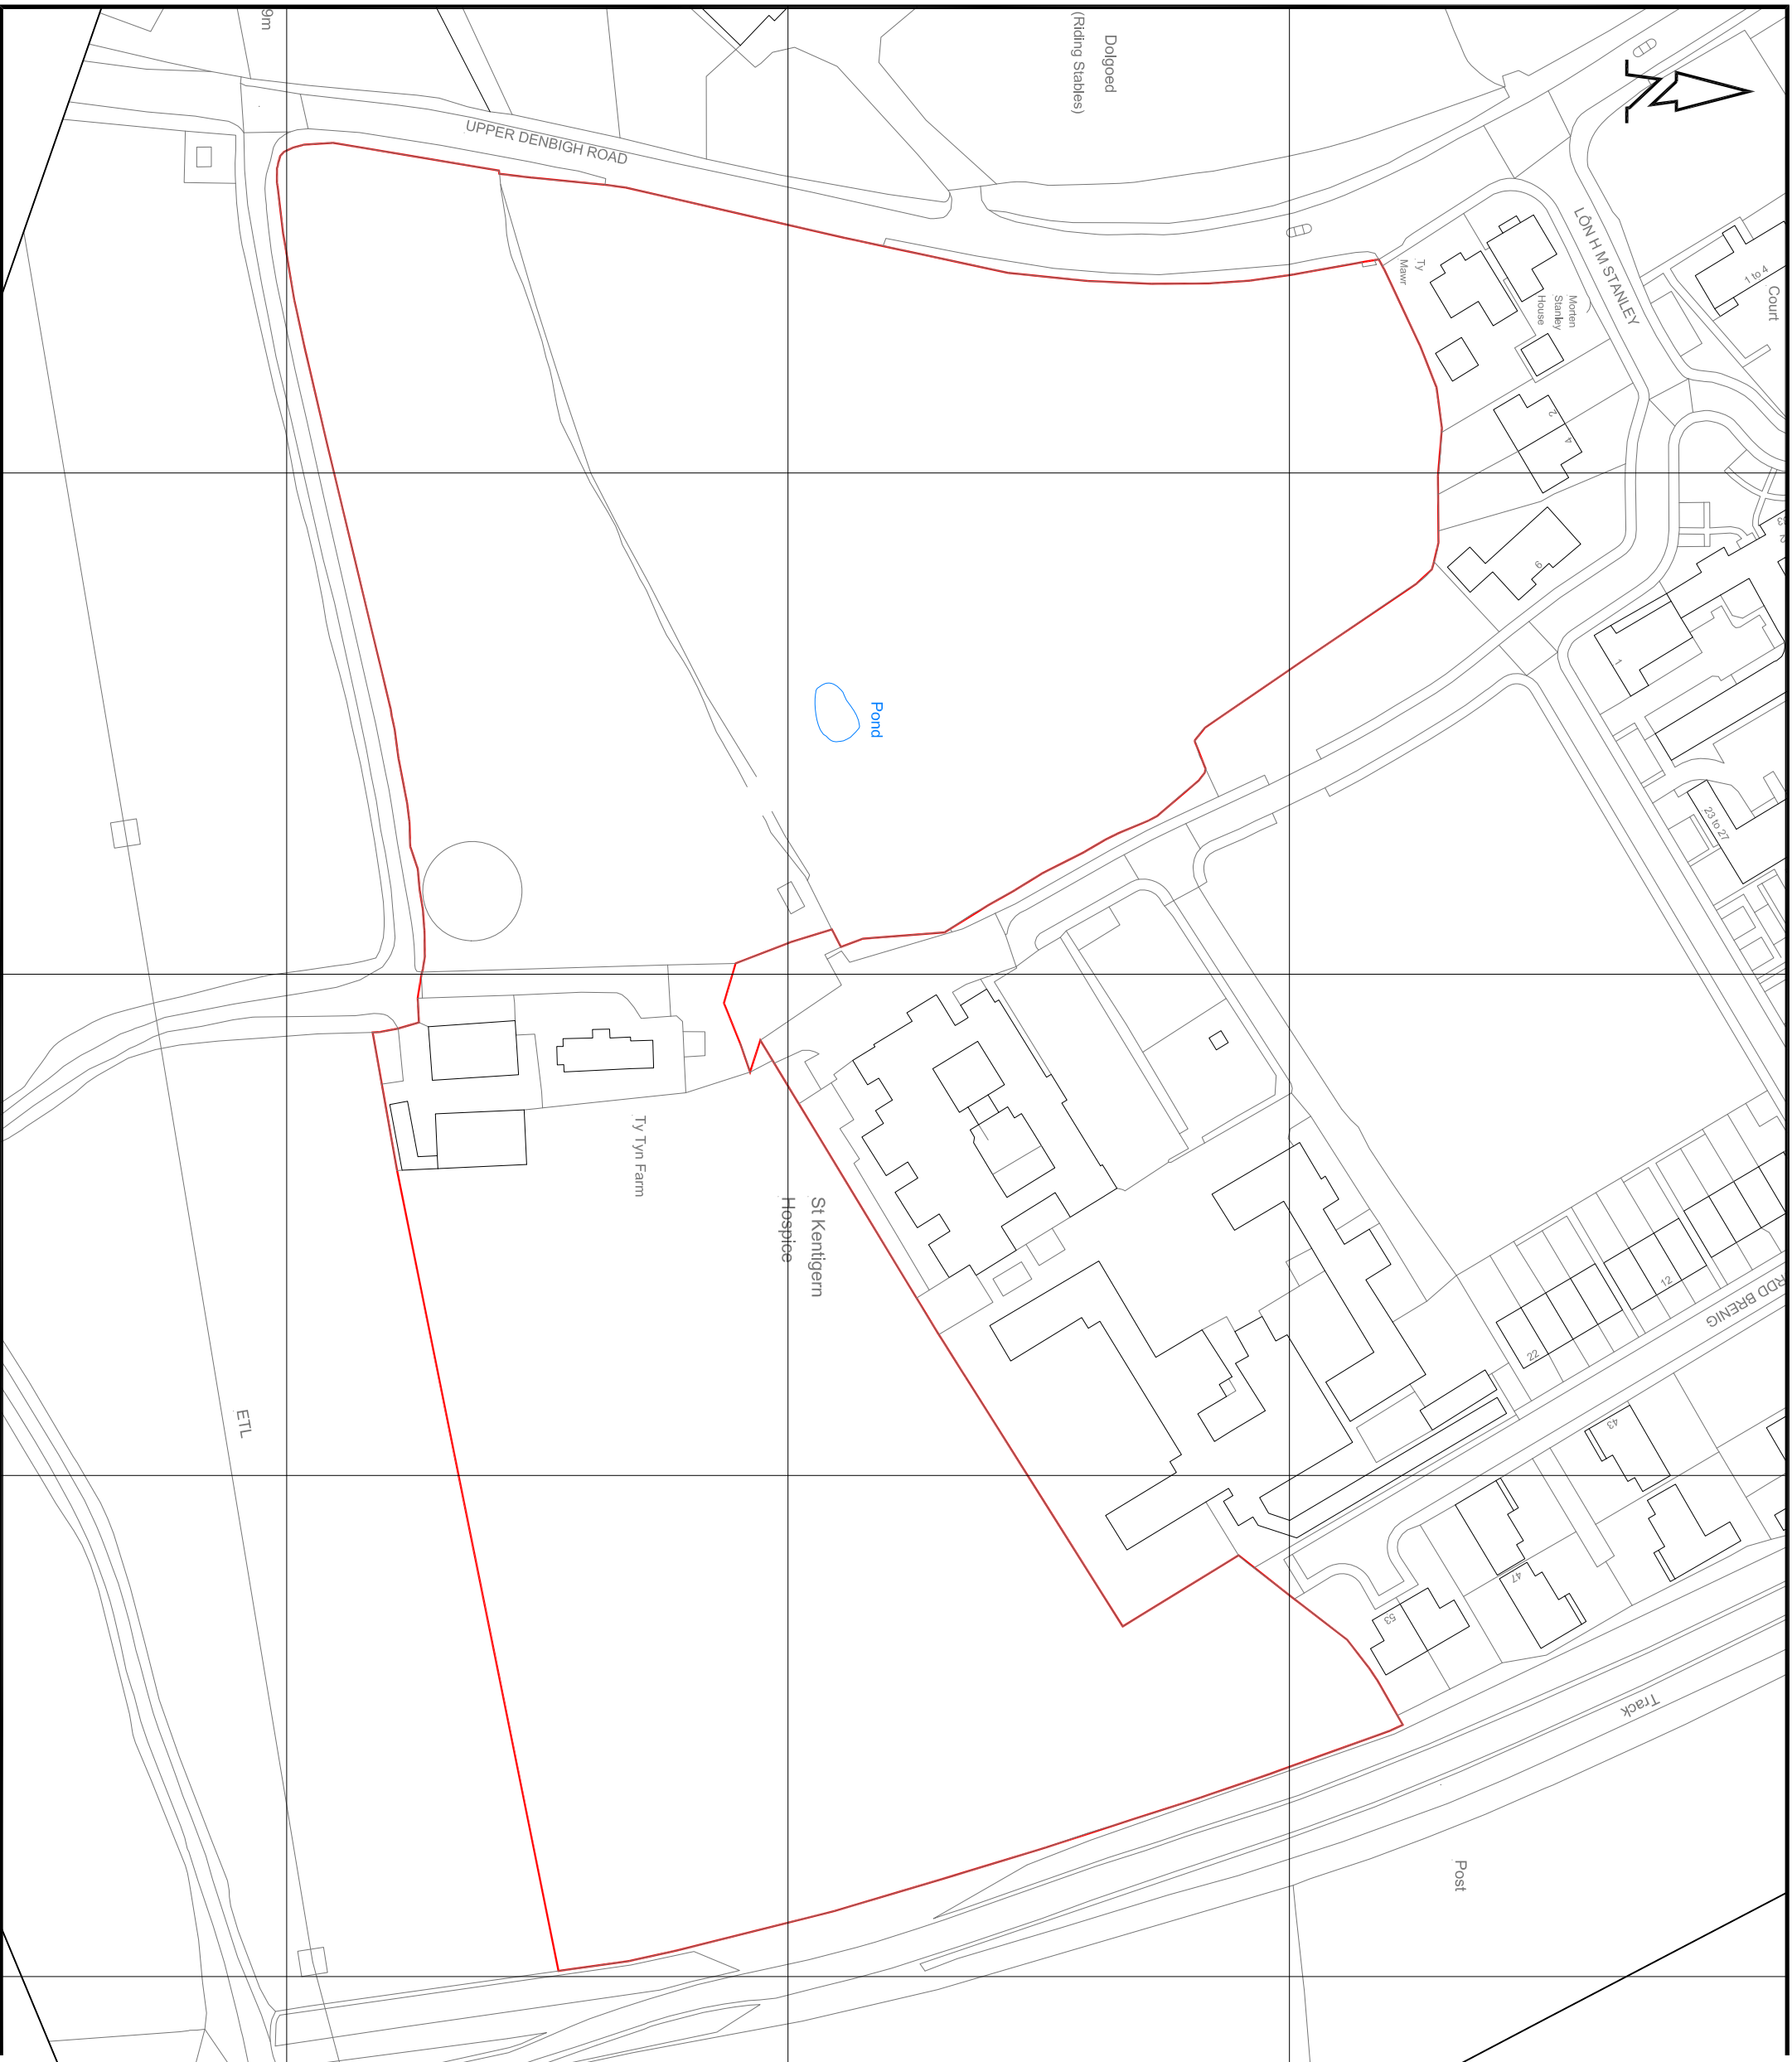 9m
Dolgoed
(Riding Stables)
UPPER DENBIGH ROAD
LÔN H M STANLEY
Ty
Mawr
Morten
Stanley
House
1 to 4
Court
2
4
6
1
23 to 27
Pond
Ty Tyn Farm
St Kentigern
Hospice
12
22
RDD BRENIG
43
47
53
ETL
Track
Post